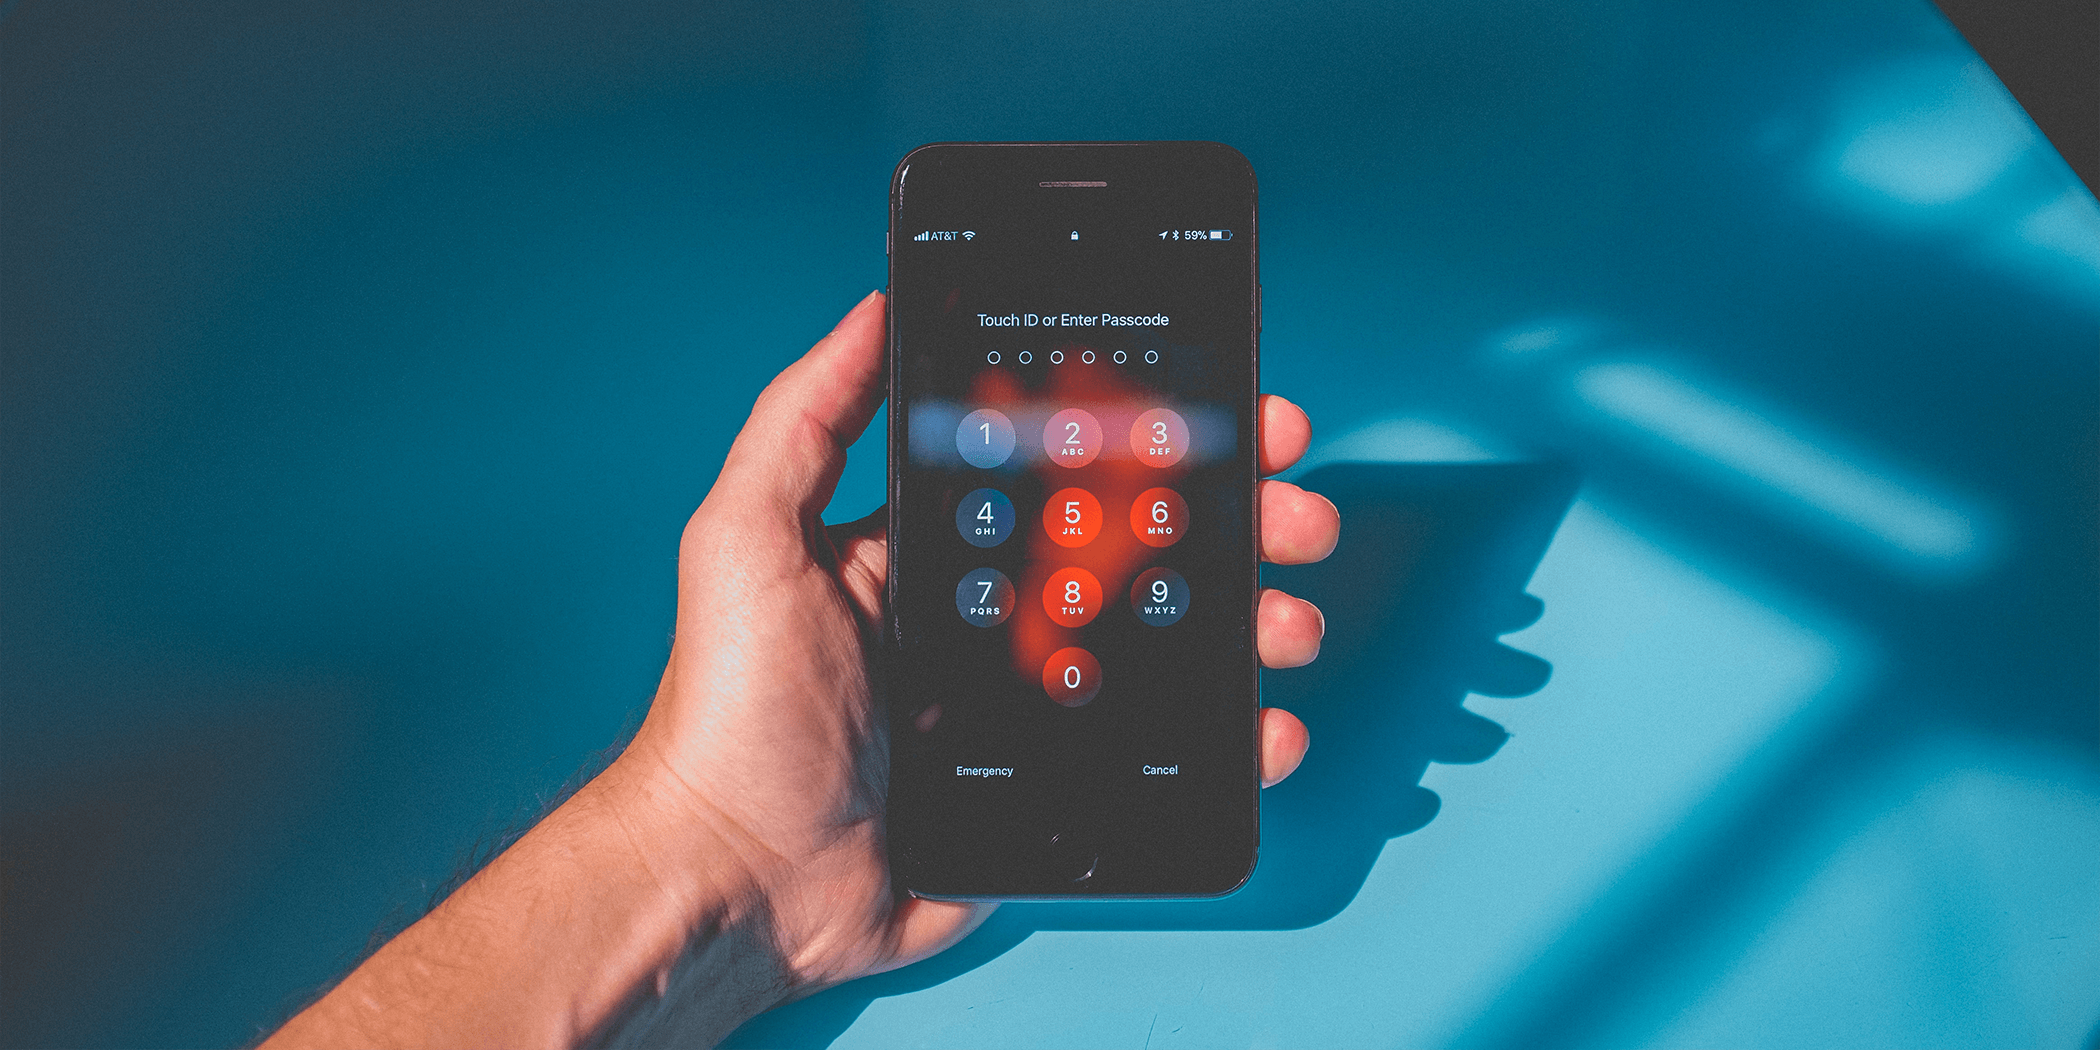 AT&T 59%
Touch ID or Enter Passcode
1 2 3
ABC DEF
4 5 6
GHI JKL MNO
7 8 9
PQRS TUV WXYZ
0
Emergency Cancel